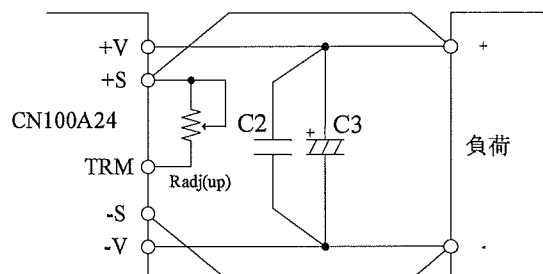 +V
+
+S
CN100A24
C2
+
C3
負荷
TRM
Radj(up)
-S
-V
-